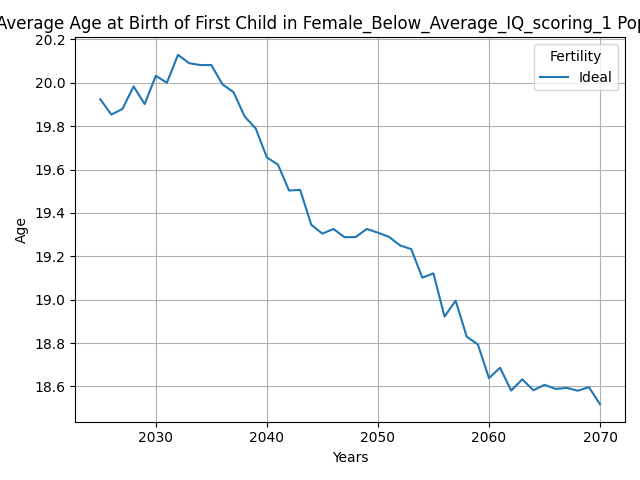 Average Age at Birth of First Child in Female_Below_Average_IQ_scoring_1
20.2
20.0
19.8
19.6
19.4
19.2
19.0
18.8
18.6
Age
Fertility
Ideal
2030 2040 2050 2060 2070
Years